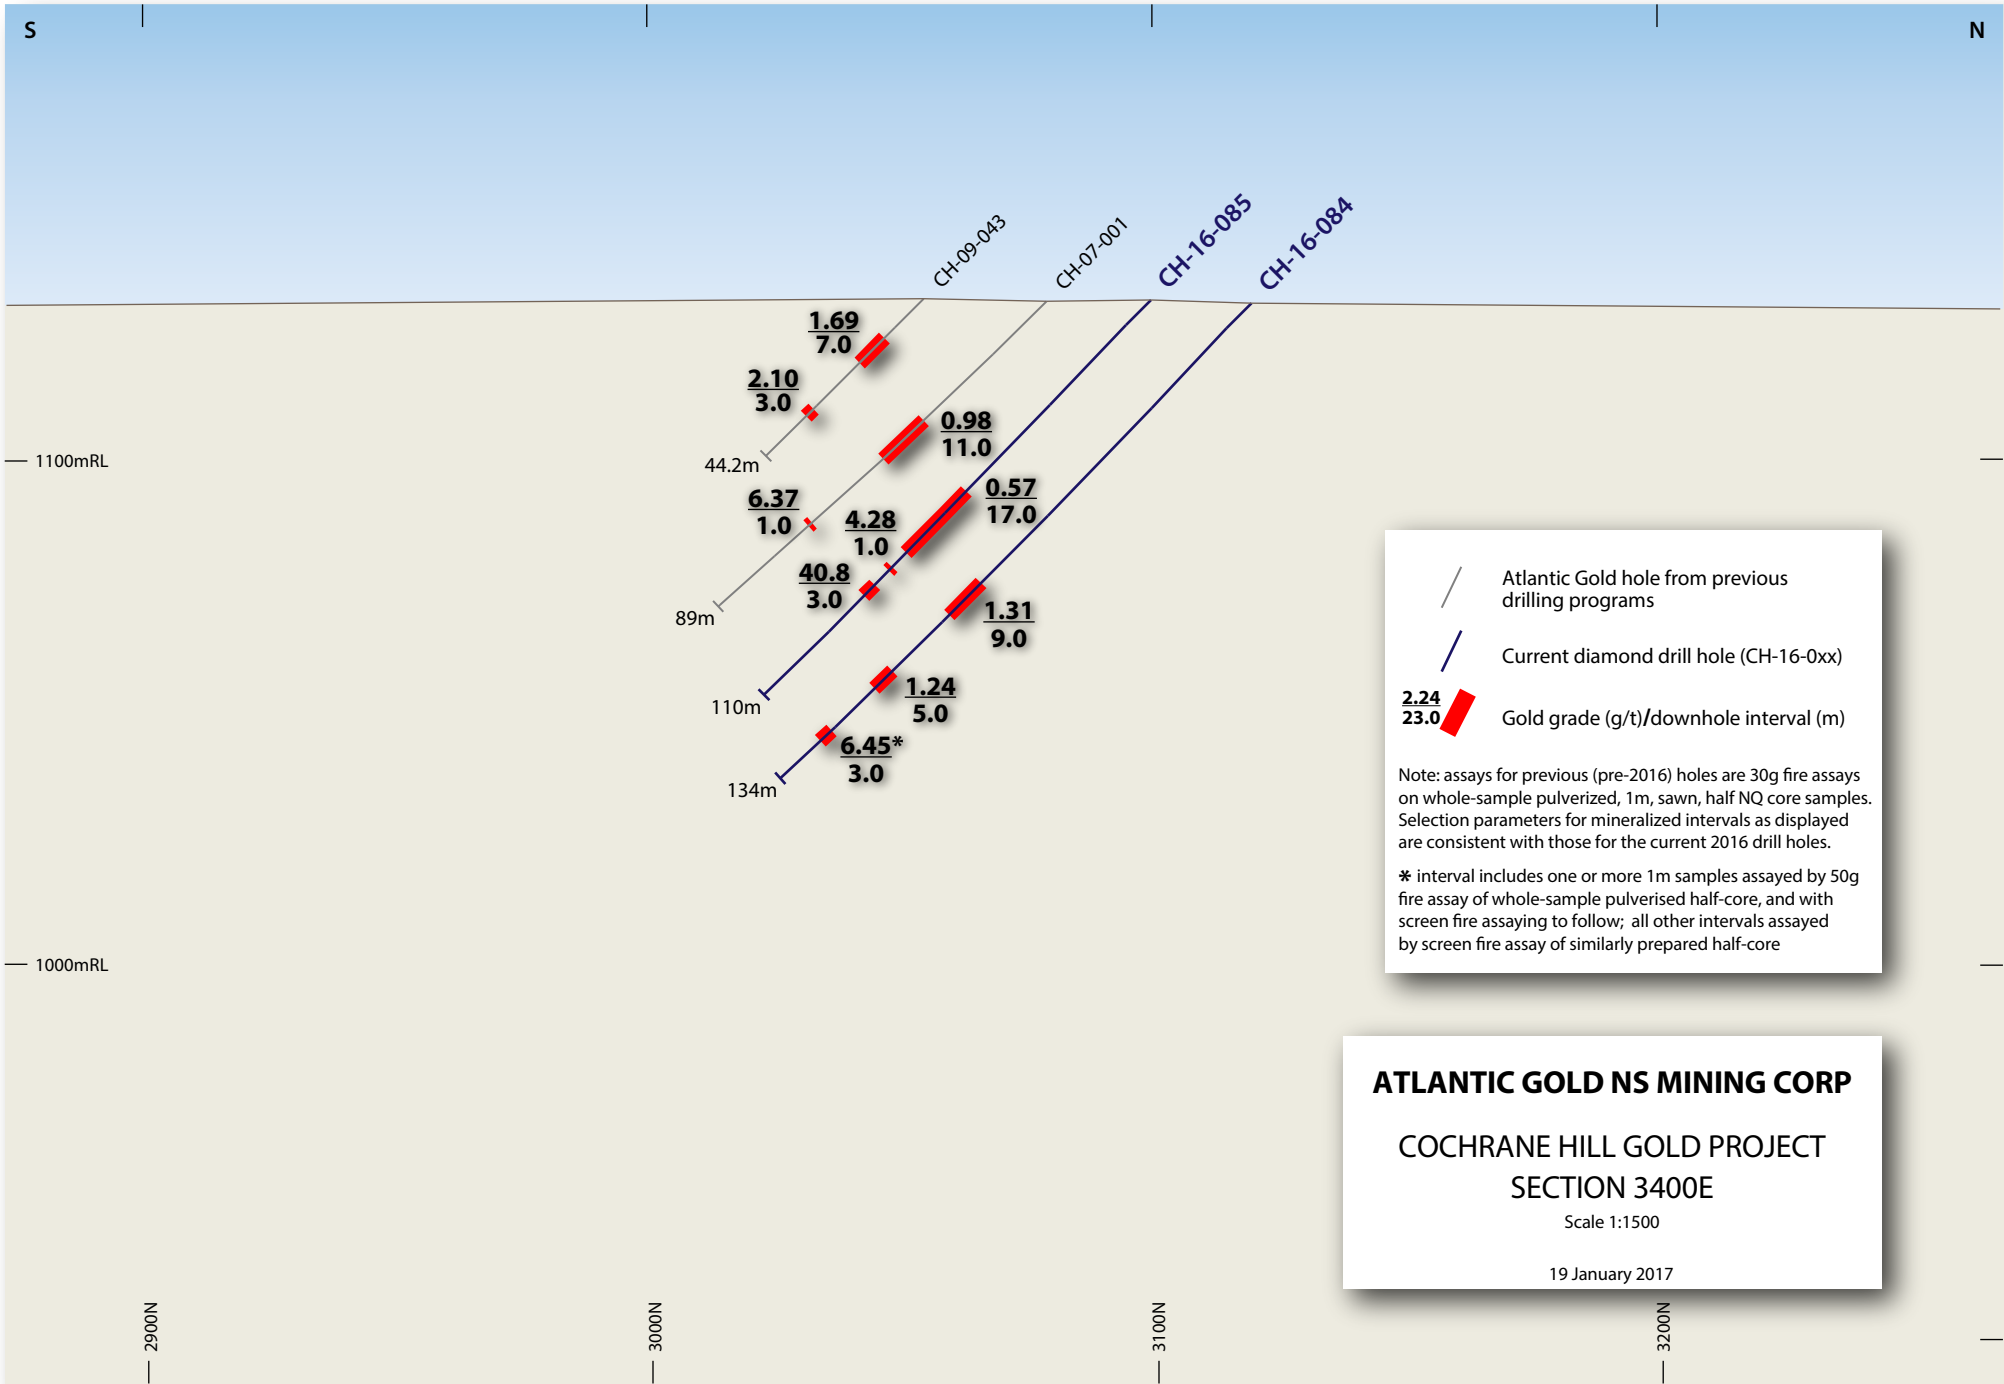 S
N
CH-09-043
CH-07-001
CH-16-085
CH-16-084
1.69
7.0
2.10
3.0
44.2m
0.98
11.0
6.37
1.0
89m
0.57
17.0
4.28
1.0
40.8
3.0
110m
1.31
9.0
1.24
5.0
6.45*
3.0
134m
1100mRL
1000mRL
Atlantic Gold hole from previous
drilling programs
Current diamond drill hole (CH-16-0xx)
2.24
23.0
Gold grade (g/t)/downhole interval (m)
Note: assays for previous (pre-2016) holes are 30g fire assays
on whole-sample pulverized, 1m, sawn, half NQ core samples.
Selection parameters for mineralized intervals as displayed
are consistent with those for the current 2016 drill holes.
* interval includes one or more 1m samples assayed by 50g
fire assay of whole-sample pulverised half-core, and with
screen fire assaying to follow; all other intervals assayed
by screen fire assay of similarly prepared half-core
ATLANTIC GOLD NS MINING CORP
COCHRANE HILL GOLD PROJECT
SECTION 3400E
Scale 1:1500
19 January 2017
2900N
3000N
3100N
3200N